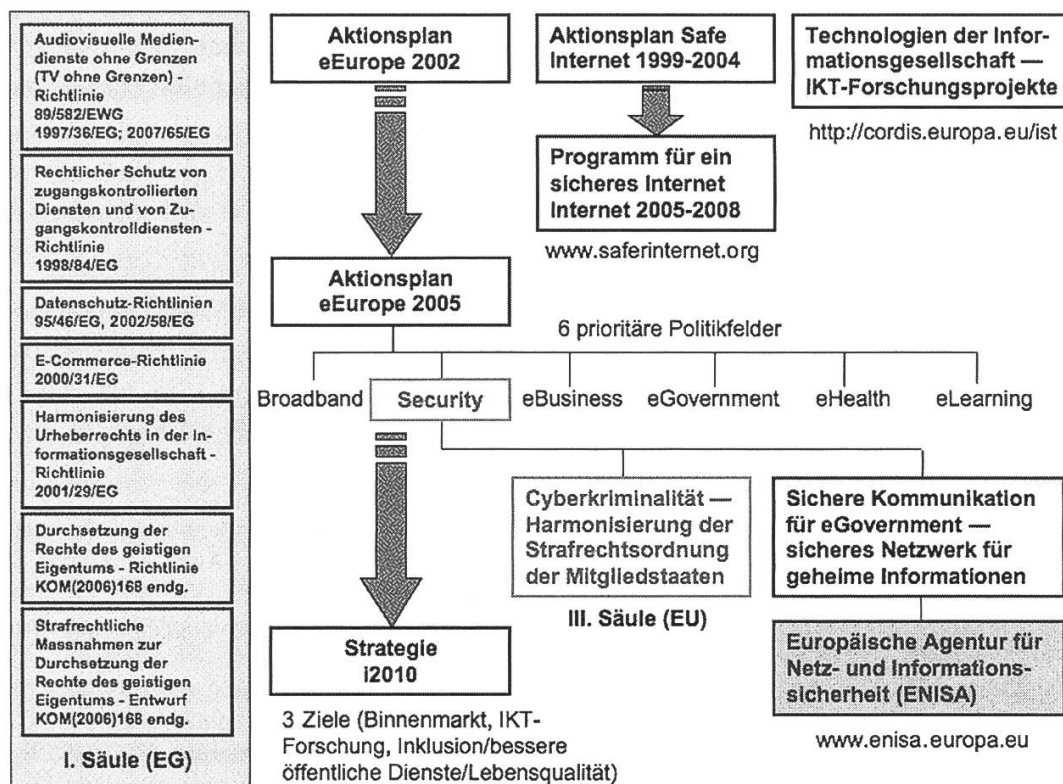 Audiovisuelle Medien-
dienste ohne Grenzen
(TV ohne Grenzen) -
Richtlinie
89/582/EWG
1997/36/EG; 2007/65/EG
Rechtlicher Schutz von
zugangskontrollierten
Diensten und von Zu-
gangskontrolldiensten -
Richtlinie
1998/84/EG
Datenschutz-Richtlinien
95/46/EG, 2002/58/EG
E-Commerce-Richtlinie
2000/31/EG
Harmonisierung des
Urheberrechts in der In-
formationsgesellschaft -
Richtlinie
2001/29/EG
Durchsetzung der
Rechte des geistigen
Eigentums - Richtlinie
KOM(2006)168 endg.
Strafrechtliche
Massnahmen zur
Durchsetzung der
Rechte des geistigen
Eigentums - Entwurf
KOM(2006)168 endg.
I. Säule (EG)
Aktionsplan
eEurope 2002
Aktionsplan Safe
Internet 1999-2004
Technologien der Infor-
mationsgesellschaft —
IKT-Forschungsprojekte
http://cordis.europa.eu/ist
Programm für ein
sicheres Internet
Internet 2005-2008
www.saferinternet.org
Aktionsplan
eEurope 2005
6 prioritäre Politikfelder
Broadband
Security
eBusiness
eGovernment
eHealth
eLearning
Cyberkriminalität —
Harmonisierung der
Strafrechtsordnung
der Mitgliedstaaten
III. Säule (EU)
Sichere Kommunikation
für eGovernment —
sicheres Netzwerk für
geheime Informationen
Europäische Agentur für
Netz- und Informations-
sicherheit (ENISA)
www.enisa.europa.eu
Strategie
i2010
3 Ziele (Binnenmarkt, IKT-
Forschung, Inklusion/bessere
öffentliche Dienste/Lebensqualität)